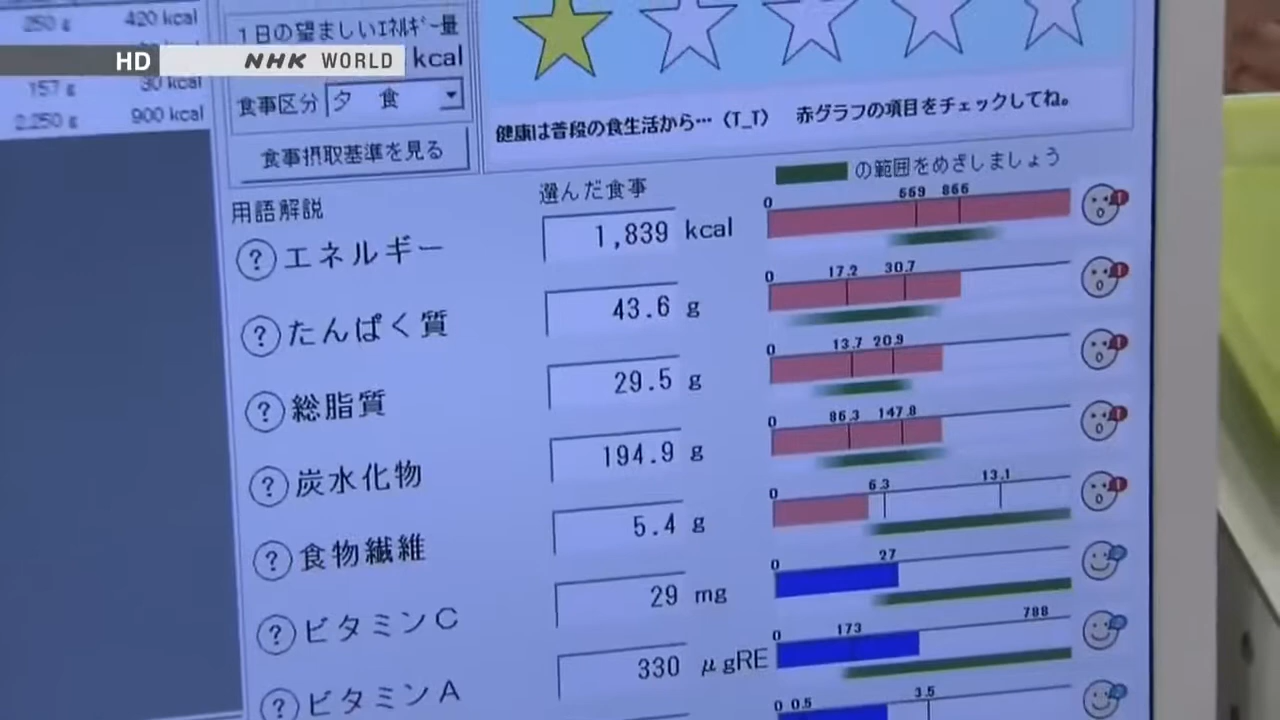 250 g 420 kcal
HD NHK WORLD
157 g 30 kcal
2,250 g 900 kcal
1日の望ましいエネルギー量
kcal
食事区分 夕 食
食事摂取基準を見る
健康は普段の食生活から…（T_T） 赤グラフの項目をチェックしてね。
の範囲をめざしましょう
用語解説 選んだ食事
? エネルギー 1,839 kcal 0 669 866
? たんぱく質 43.6 g 0 17.2 30.7
? 総脂質 29.5 g 0 13.7 20.9
? 炭水化物 194.9 g 0 86.3 147.8
? 食物繊維 5.4 g 0 6.3 13.1
? ビタミンC 29 mg 0 27
? ビタミンA 330 μgRE 0 173 788
0 0.5 3.5